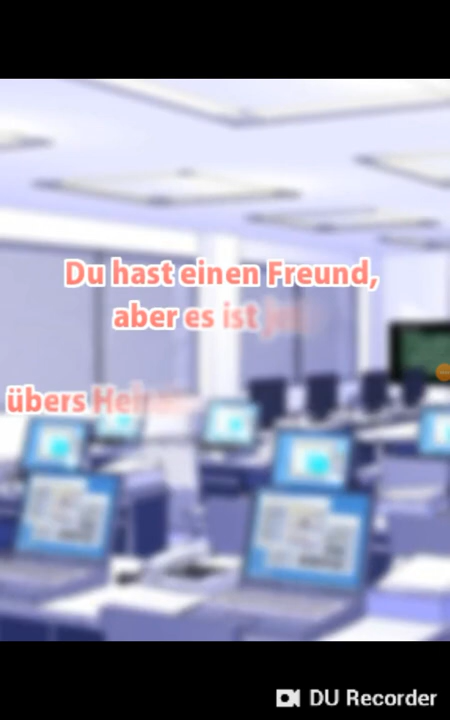 Du hast einen Freund,
aber es ist
übers
DU Recorder